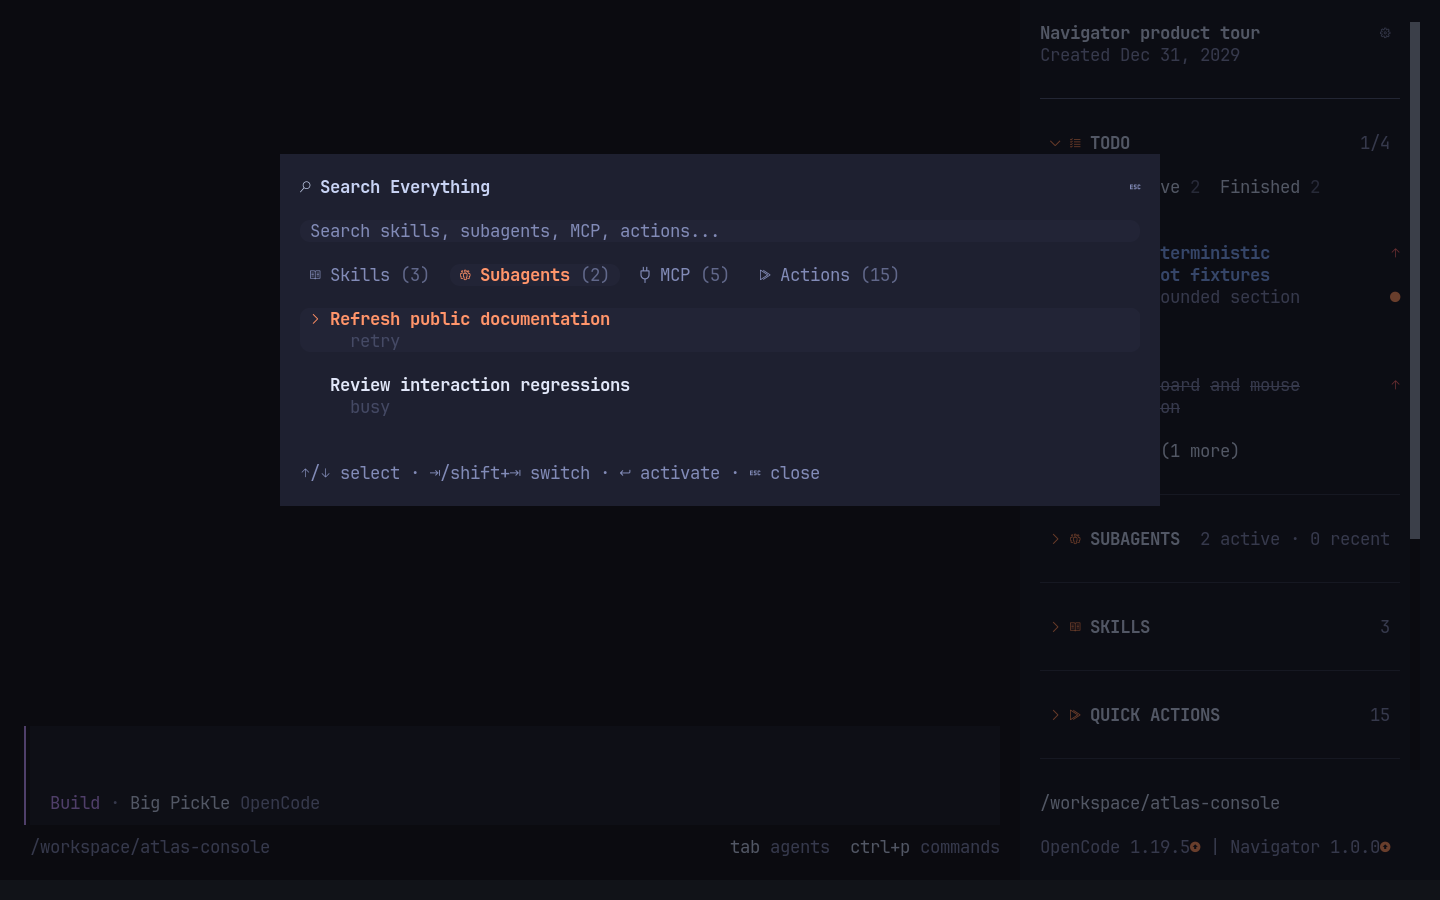 Navigator product tour
Created Dec 31, 2029
TODO 1/4
ve 2 Finished 2
terministic
ot fixtures
ounded section
oard and mouse
on
(1 more)
SUBAGENTS 2 active · 0 recent
SKILLS 3
QUICK ACTIONS 15
/workspace/atlas-console
OpenCode 1.19.5 | Navigator 1.0.0
Search Everything ESC
Search skills, subagents, MCP, actions...
Skills (3) Subagents (2) MCP (5) Actions (15)
Refresh public documentation
retry
Review interaction regressions
busy
↑/↓ select · ⇥/shift+⇥ switch · ↩ activate · ESC close
Build · Big Pickle OpenCode
/workspace/atlas-console tab agents ctrl+p commands